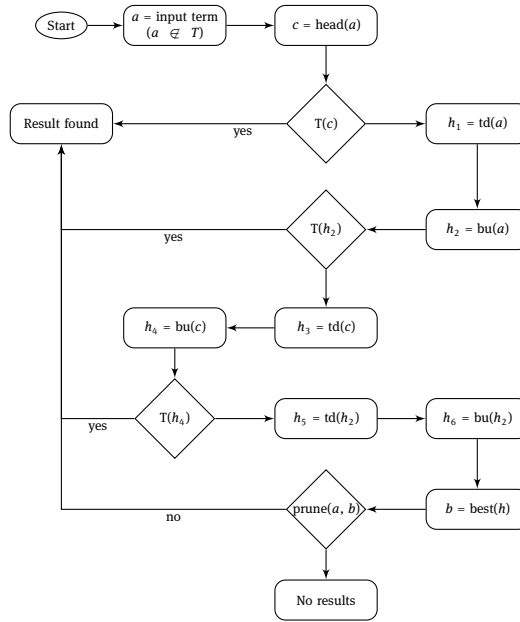 Start
a = input term
(a ∉ T)
c = head(a)
Result found
yes
T(c)
h₁ = td(a)
yes
T(h₂)
h₂ = bu(a)
h₄ = bu(c)
h₃ = td(c)
yes
T(h₄)
h₅ = td(h₂)
h₆ = bu(h₂)
no
prune(a, b)
b = best(h)
No results